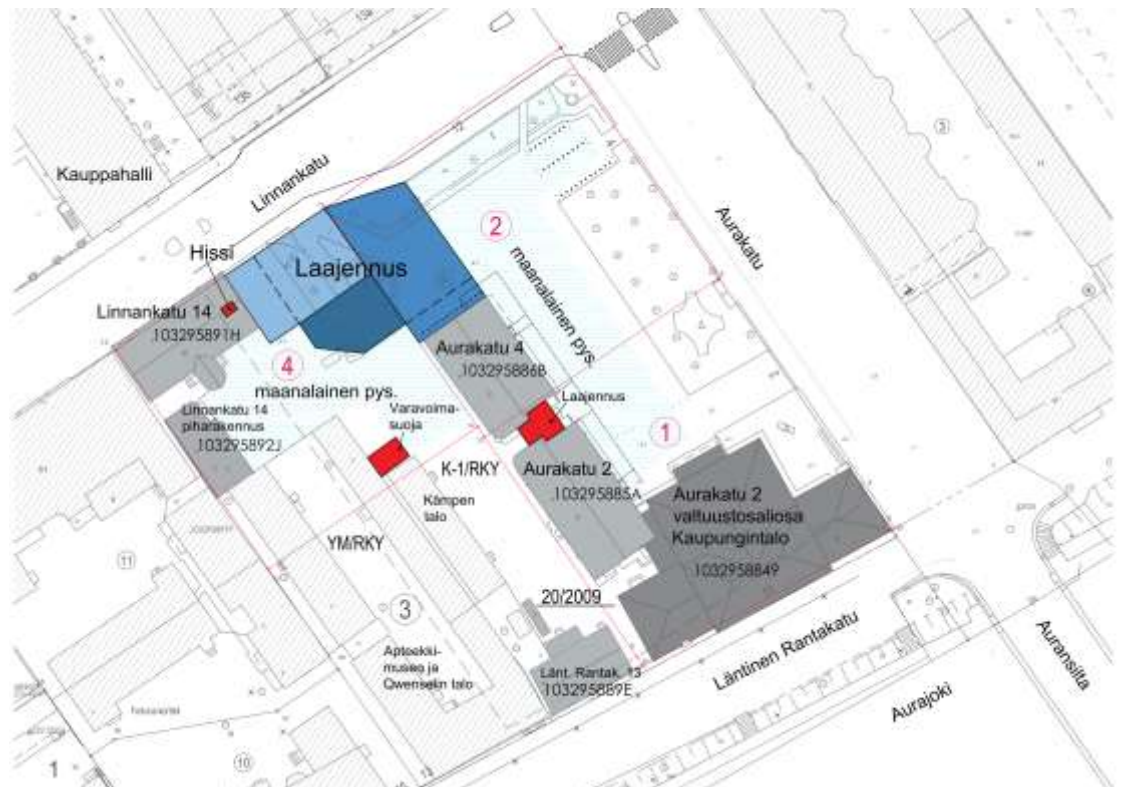 Kauppahalli
Linnankatu
Aurakatu
Hissi
Laajennus
2
maanalainen pys.
Linnankatu 14
103295891H
Aurakatu 4
103295886B
4
maanalainen pys.
Laajennus
Linnankatu 14
piharakennus
103295892J
Varavoima-
suoja
1
K-1/RKY
Aurakatu 2
103295885A
Kämpen
talo
Aurakatu 2
valtuustosaliosa
Kaupungintalo
1032958849
YM/RKY
11
3
20/2009
Apteekki-
museo ja
Qwenselin talo
Länt. Rantak. 13
103295889E
Läntinen Rantakatu
Aurajoki
Auransilta
10
1